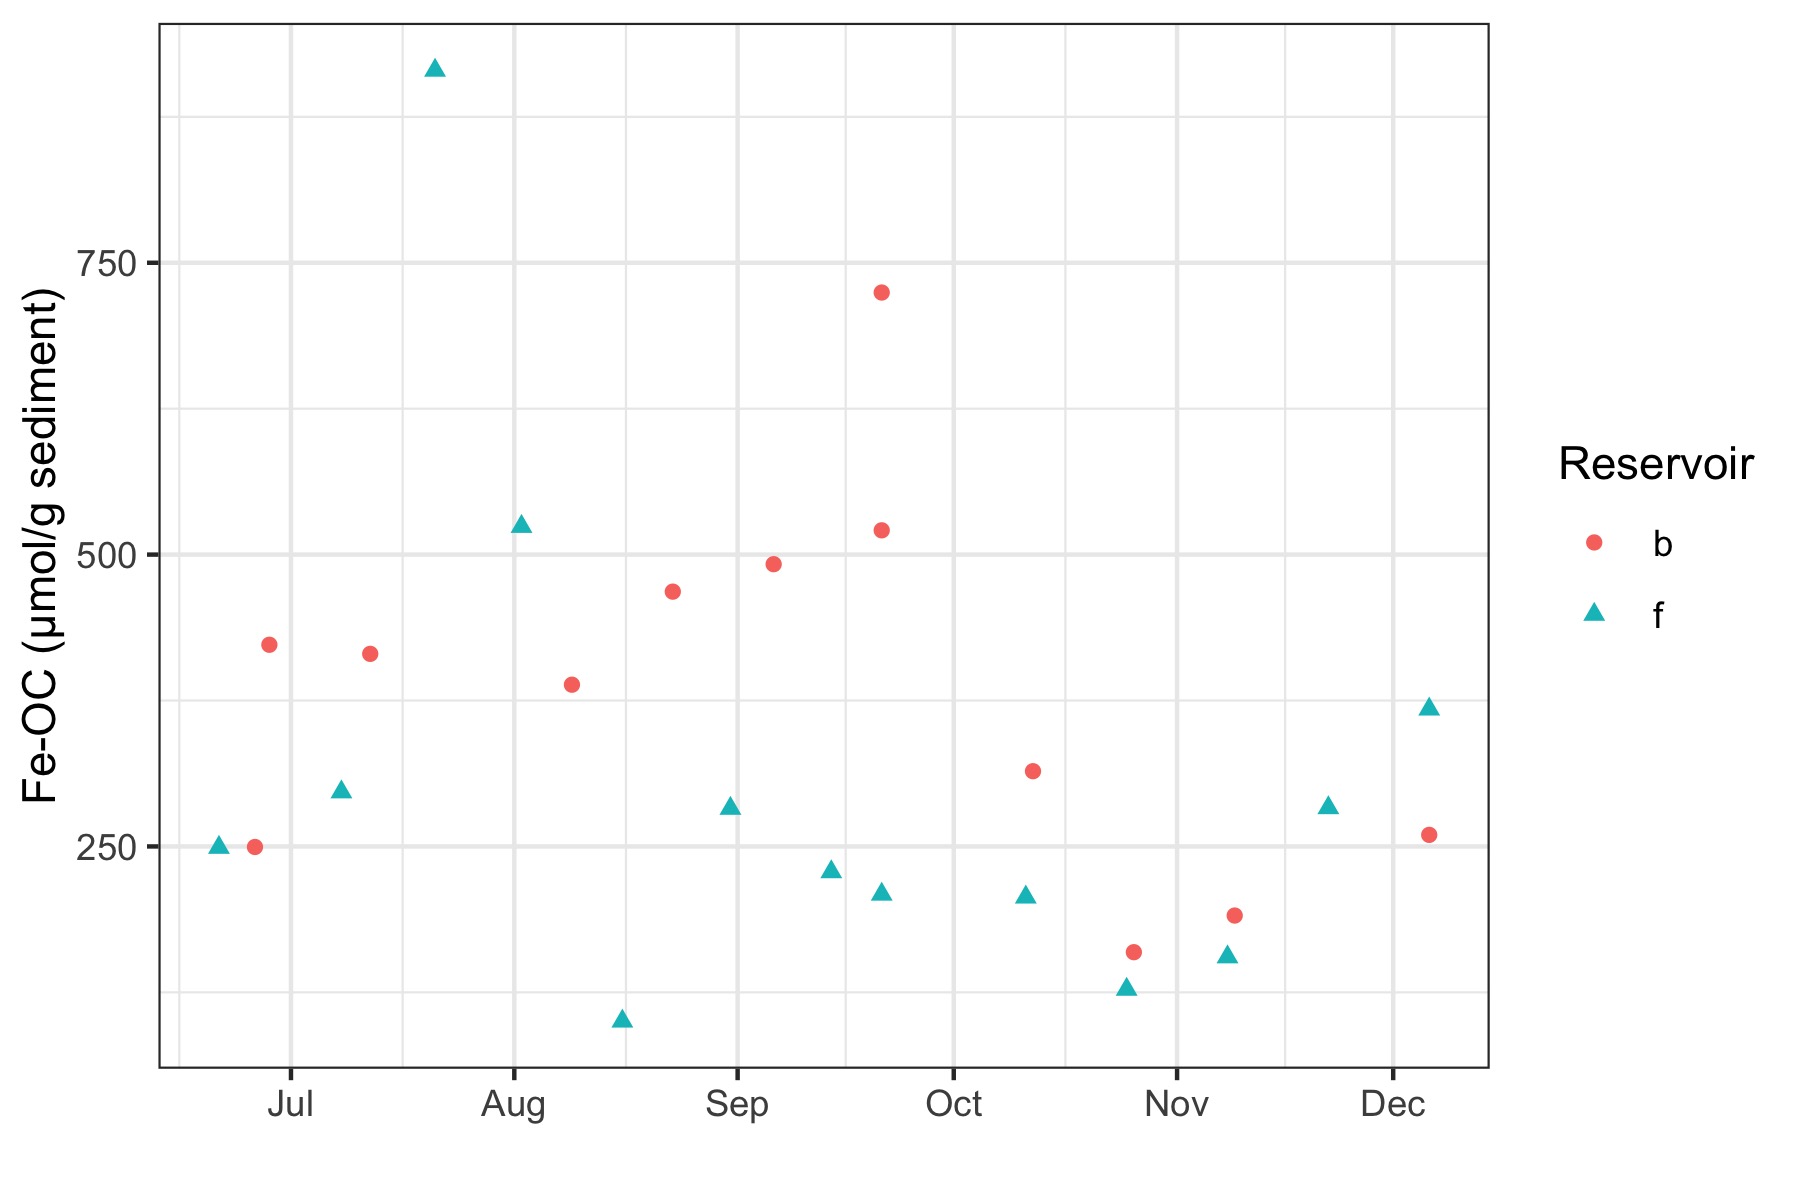 Fe-OC (µmol/g sediment)
750
500
250
Jul Aug Sep Oct Nov Dec
Reservoir
b
f